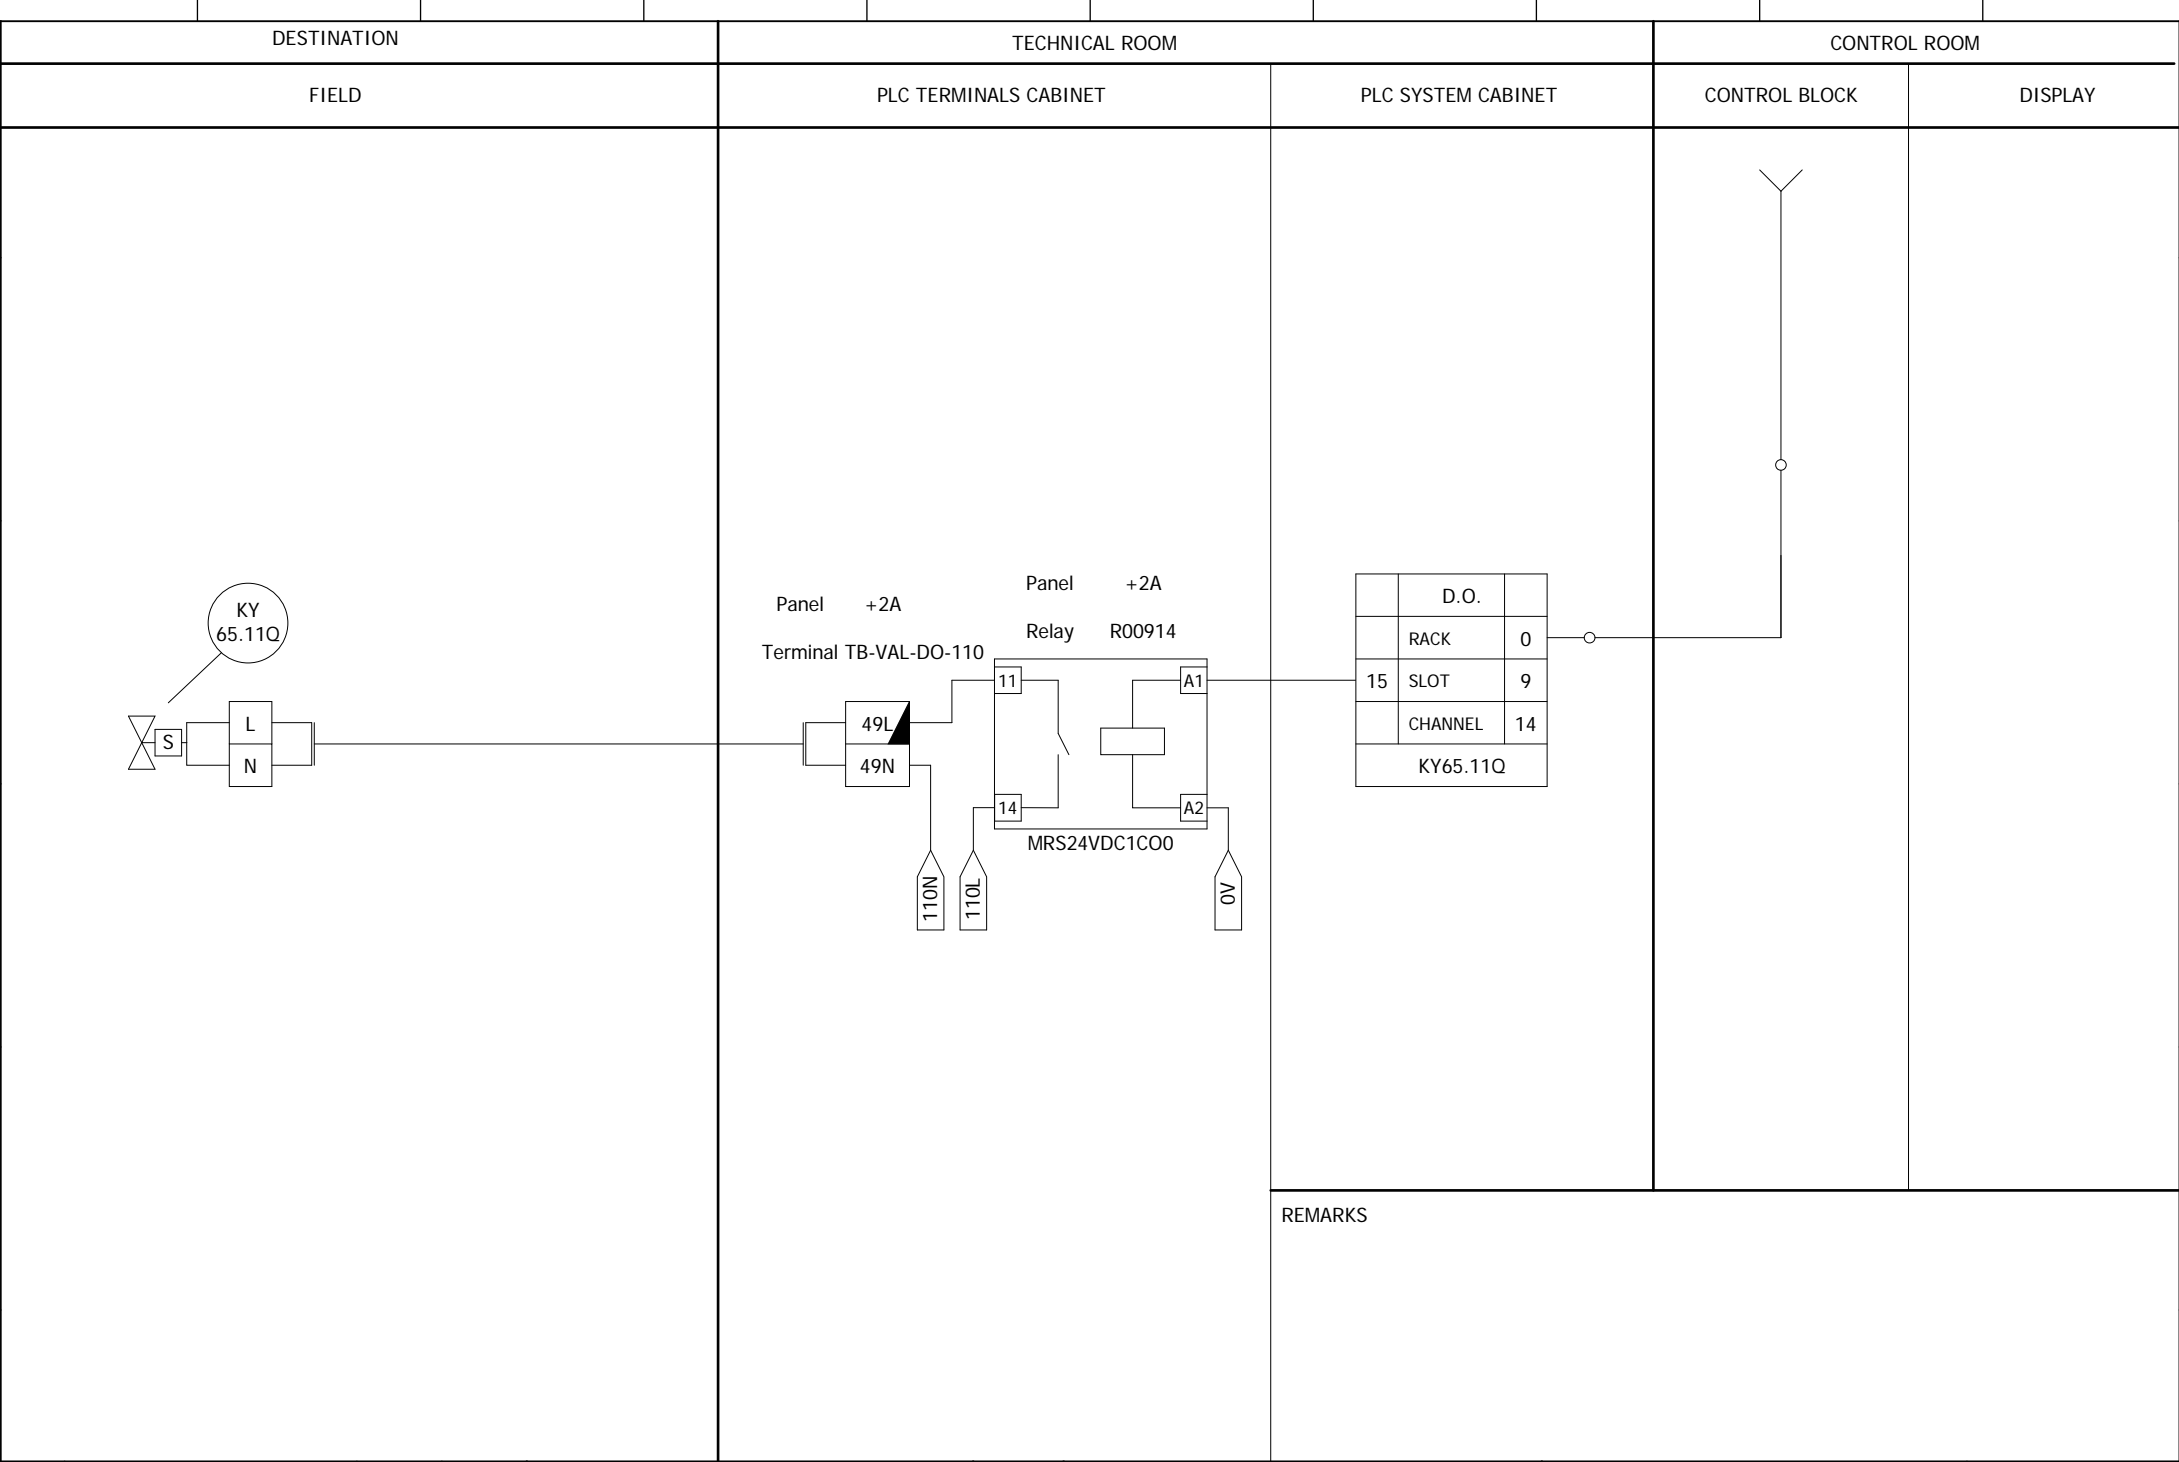 DESTINATION
TECHNICAL ROOM
CONTROL ROOM
FIELD
PLC TERMINALS CABINET
PLC SYSTEM CABINET
CONTROL BLOCK
DISPLAY
KY
65.11Q
S
L
N
Panel +2A
Terminal TB-VAL-DO-110
49L
49N
110N
110L
Panel +2A
Relay R00914
11
14
A1
A2
MRS24VDC1CO0
0V
D.O.
RACK 0
15 SLOT 9
CHANNEL 14
KY65.11Q
REMARKS